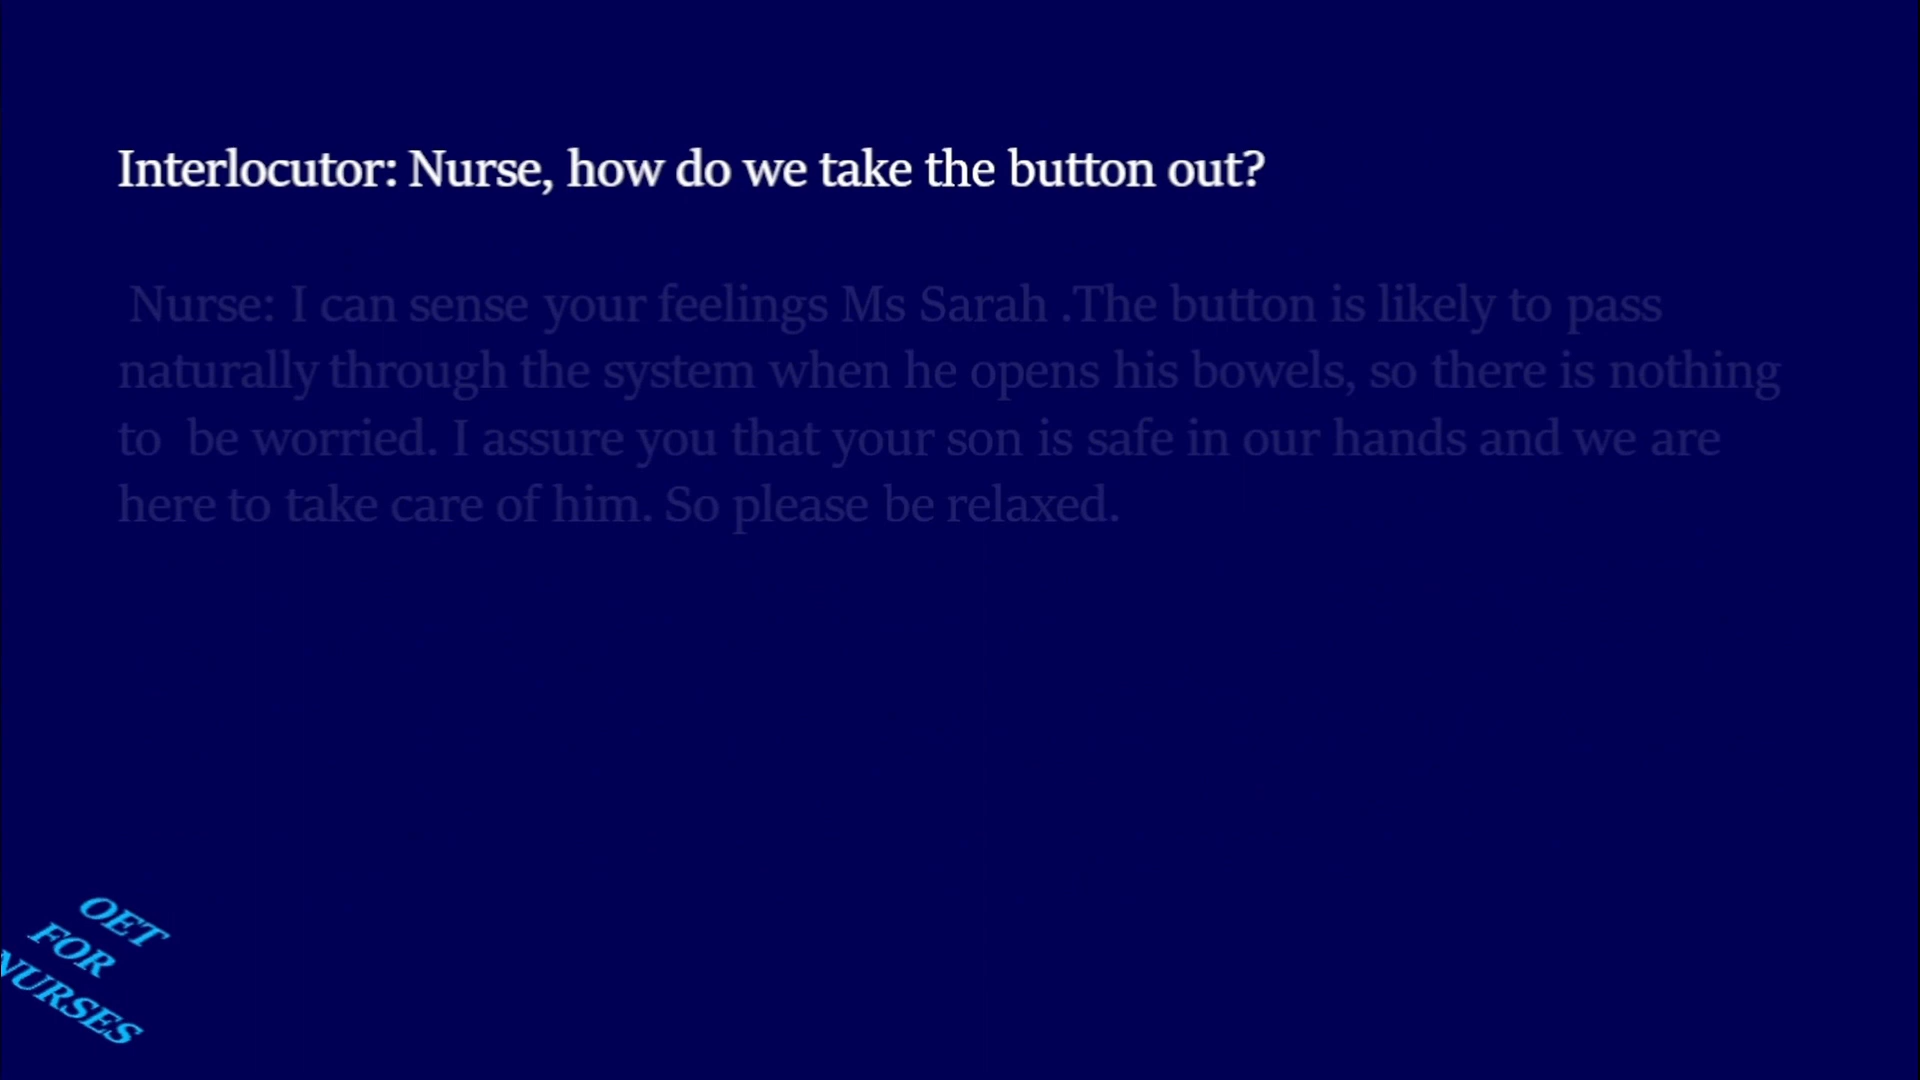 Interlocutor: Nurse, how do we take the button out?
Nurse: I can sense your feelings Ms Sarah .The button is likely to pass
naturally through the system when he opens his bowels, so there is nothing
to be worried. I assure you that your son is safe in our hands and we are
here to take care of him. So please be relaxed.
OET
FOR
NURSES